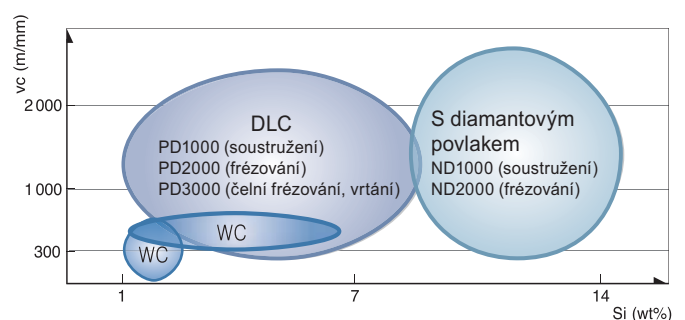 vc (m/mm)
2 000
1 000
300
DLC
PD1000 (soustružení)
PD2000 (frézování)
PD3000 (čelní frézování, vrtání)
S diamantovým
povlakem
ND1000 (soustružení)
ND2000 (frézování)
WC
WC
1
7
14
Si (wt%)